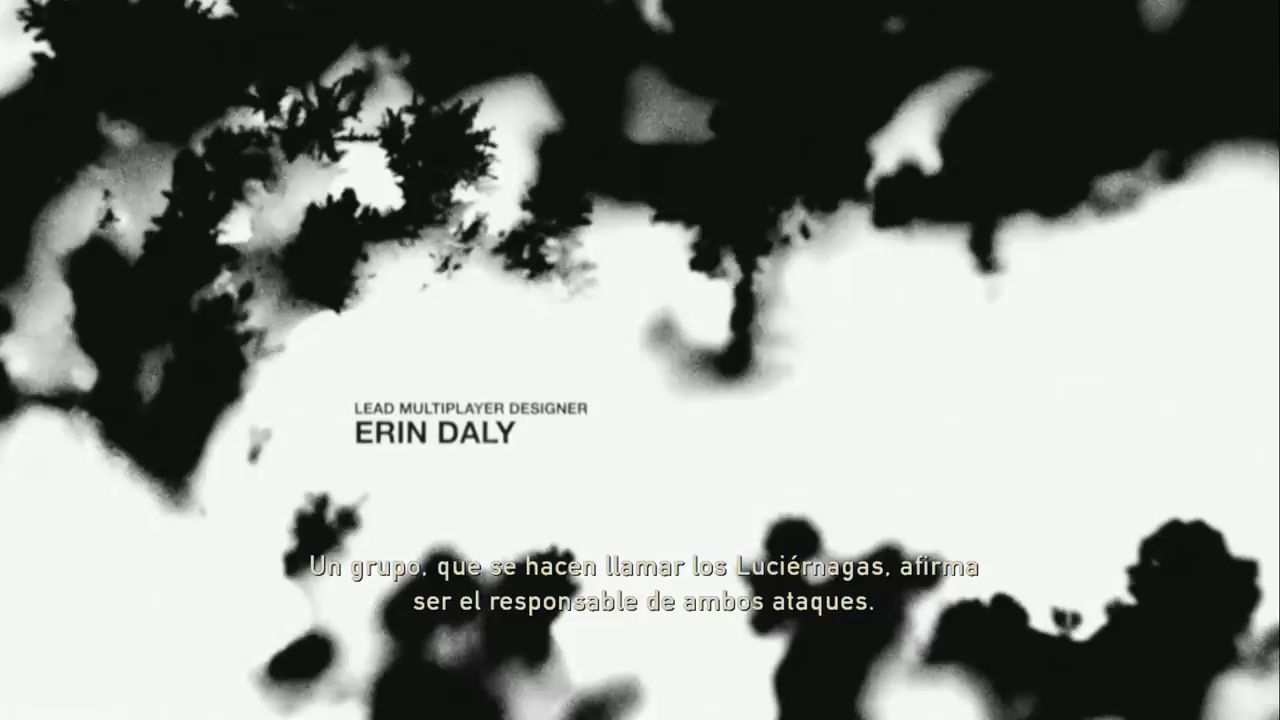 LEAD MULTIPLAYER DESIGNER
ERIN DALY
Un grupo, que se hacen llamar los Luciérnagas, afirma
ser el responsable de ambos ataques.